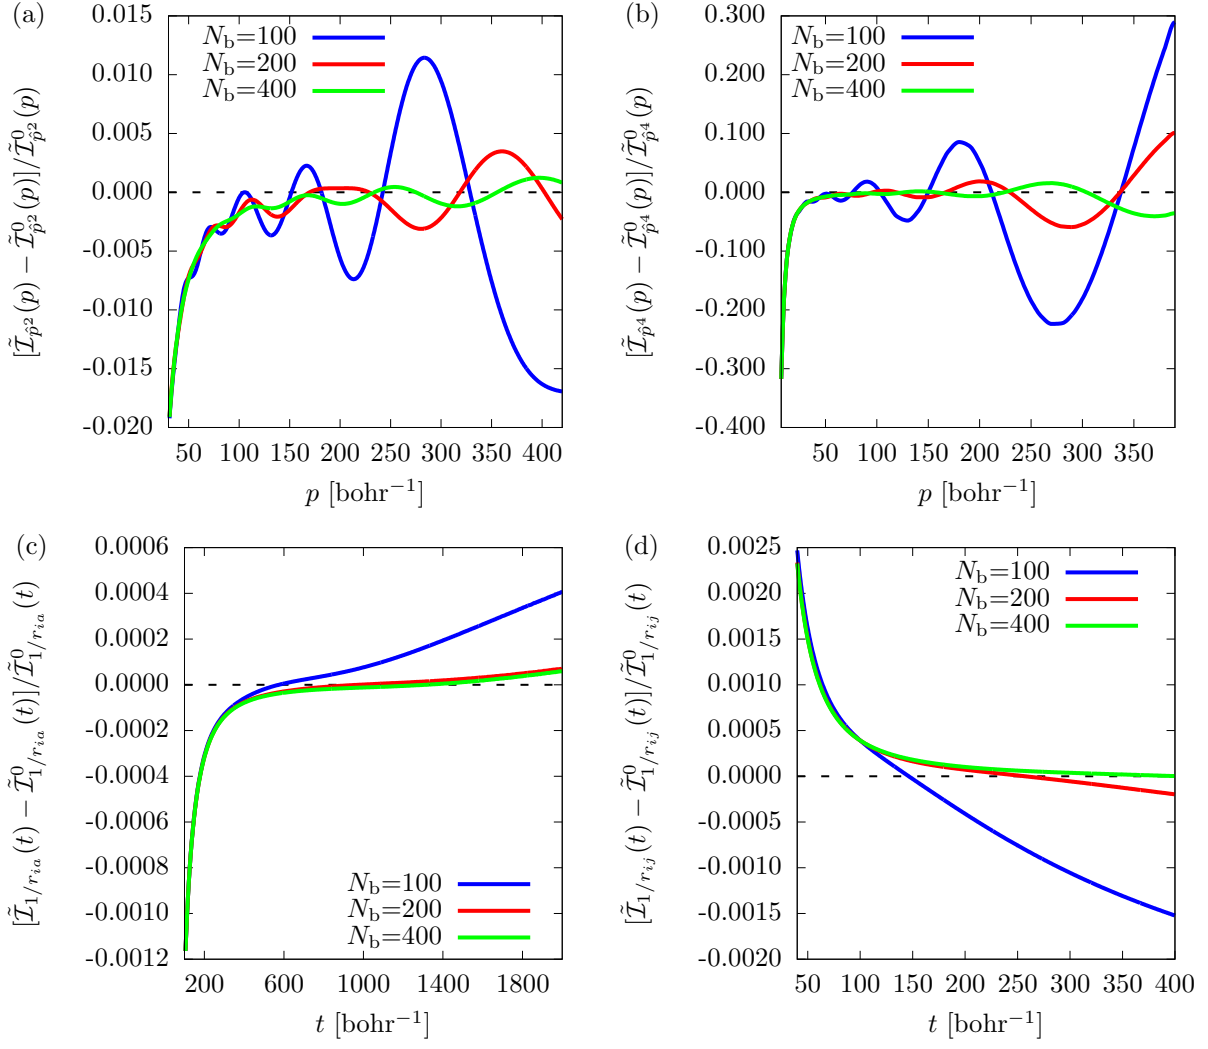 (a)
[Ĩ_{p̂²}(p) − Ĩ⁰_{p̂²}(p)]/Ĩ⁰_{p̂²}(p)
0.015
0.010
0.005
0.000
-0.005
-0.010
-0.015
-0.020
N_b=100
N_b=200
N_b=400
50 100 150 200 250 300 350 400
p [bohr⁻¹]
(b)
[Ĩ_{p̂⁴}(p) − Ĩ⁰_{p̂⁴}(p)]/Ĩ⁰_{p̂⁴}(p)
0.300
0.200
0.100
0.000
-0.100
-0.200
-0.300
-0.400
N_b=100
N_b=200
N_b=400
50 100 150 200 250 300 350
p [bohr⁻¹]
(c)
[Ĩ_{1/r_{ia}}(t) − Ĩ⁰_{1/r_{ia}}(t)]/Ĩ⁰_{1/r_{ia}}(t)
0.0006
0.0004
0.0002
0.0000
-0.0002
-0.0004
-0.0006
-0.0008
-0.0010
-0.0012
N_b=100
N_b=200
N_b=400
200 600 1000 1400 1800
t [bohr⁻¹]
(d)
[Ĩ_{1/r_{ij}}(t) − Ĩ⁰_{1/r_{ij}}(t)]/Ĩ⁰_{1/r_{ij}}(t)
0.0025
0.0020
0.0015
0.0010
0.0005
0.0000
-0.0005
-0.0010
-0.0015
-0.0020
N_b=100
N_b=200
N_b=400
50 100 150 200 250 300 350 400
t [bohr⁻¹]